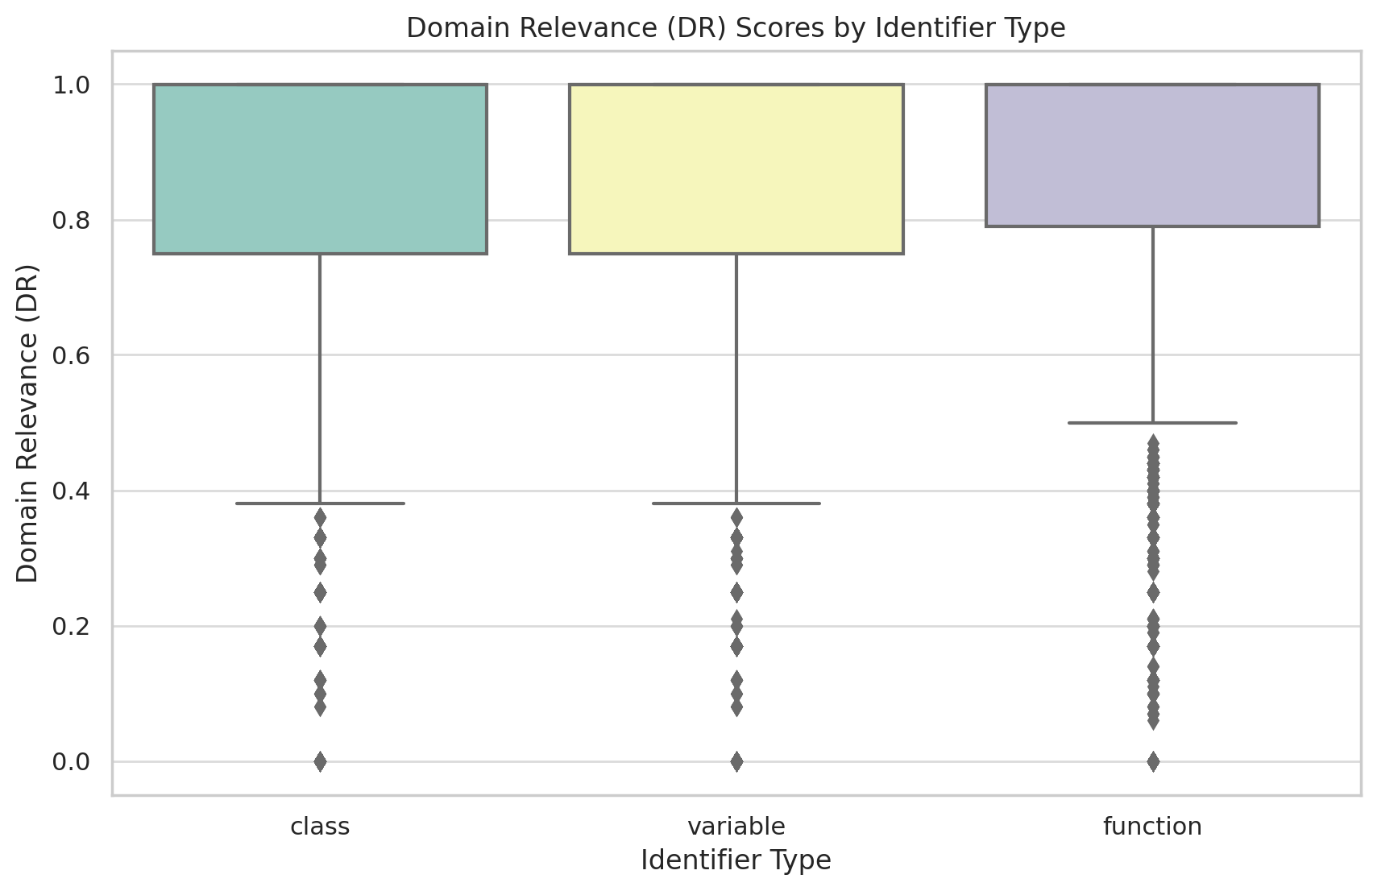 Domain Relevance (DR) Scores by Identifier Type
Domain Relevance (DR)
1.0
0.8
0.6
0.4
0.2
0.0
class
variable
function
Identifier Type